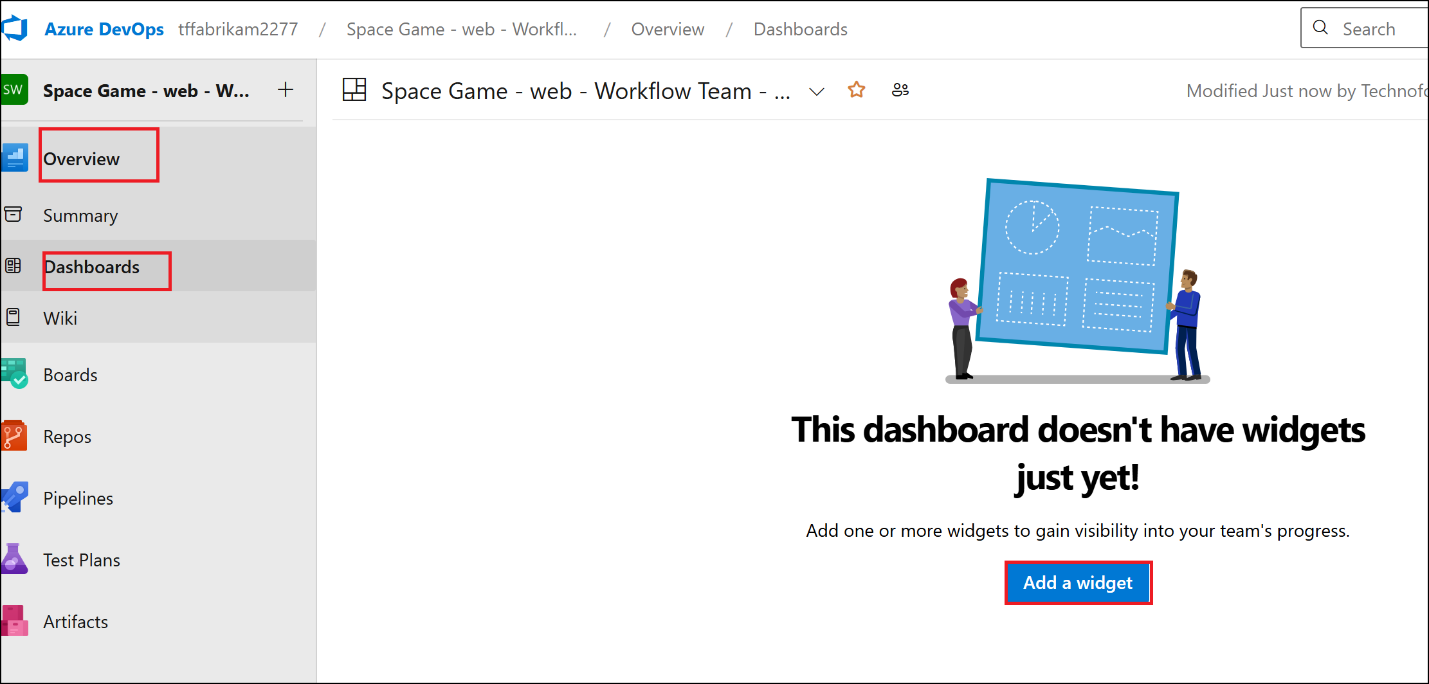 Azure DevOps tffabrikam2277 / Space Game - web - Workfl... / Overview / Dashboards
Search
SW Space Game - web - W... +
Space Game - web - Workflow Team - ...
Modified Just now by Technofo
Overview
Summary
Dashboards
Wiki
Boards
Repos
Pipelines
Test Plans
Artifacts
This dashboard doesn't have widgets
just yet!
Add one or more widgets to gain visibility into your team's progress.
Add a widget